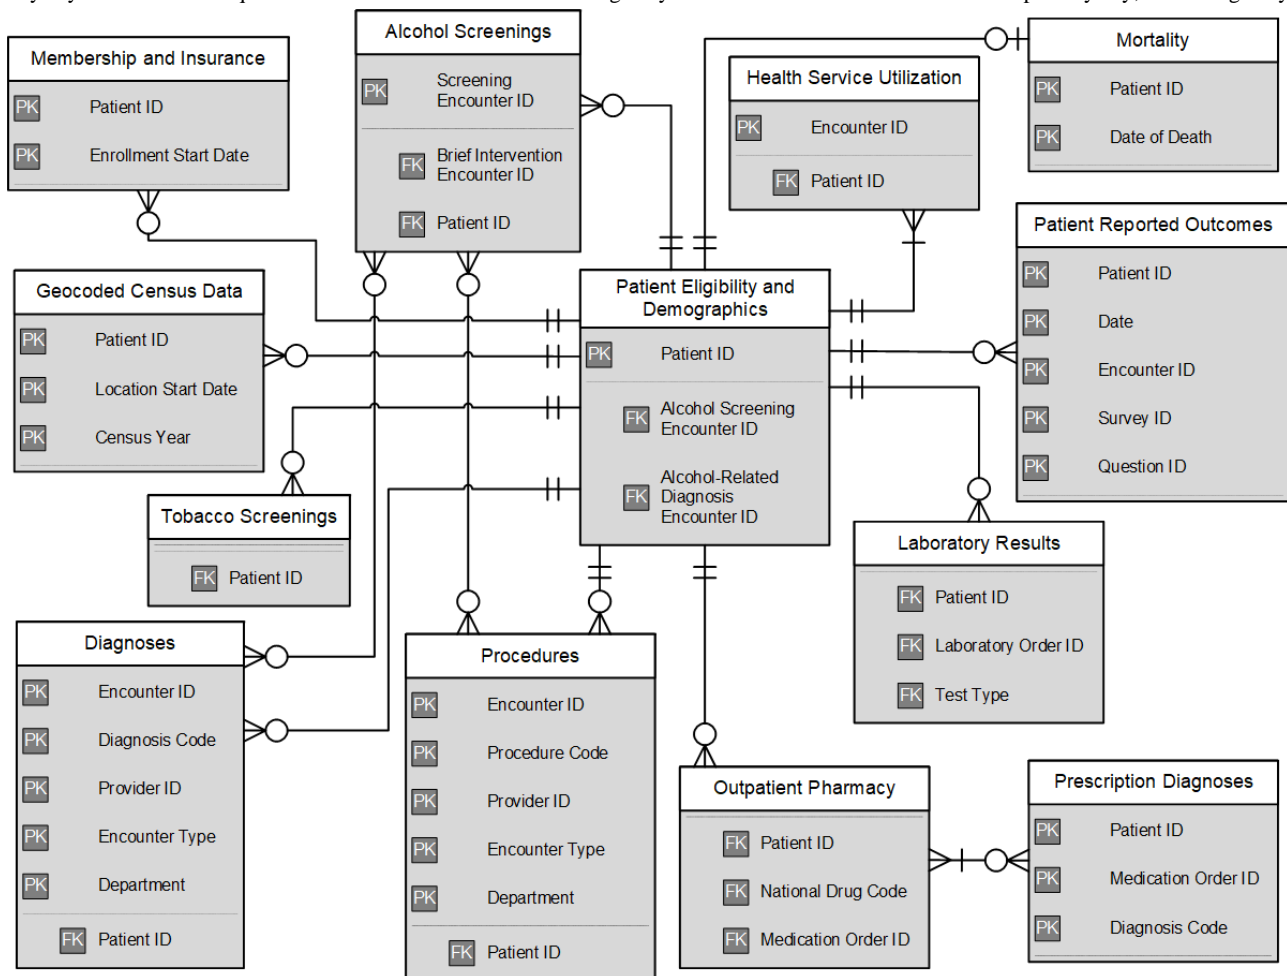 Alcohol Screenings
PK Screening
Encounter ID
FK Brief Intervention
Encounter ID
FK Patient ID
Membership and Insurance
PK Patient ID
PK Enrollment Start Date
Health Service Utilization
PK Encounter ID
FK Patient ID
Mortality
PK Patient ID
PK Date of Death
Patient Reported Outcomes
PK Patient ID
PK Date
PK Encounter ID
PK Survey ID
PK Question ID
Geocoded Census Data
PK Patient ID
PK Location Start Date
PK Census Year
Patient Eligibility and
Demographics
PK Patient ID
FK Alcohol Screening
Encounter ID
FK Alcohol-Related
Diagnosis
Encounter ID
Tobacco Screenings
FK Patient ID
Laboratory Results
FK Patient ID
FK Laboratory Order ID
FK Test Type
Diagnoses
PK Encounter ID
PK Diagnosis Code
PK Provider ID
PK Encounter Type
PK Department
FK Patient ID
Procedures
PK Encounter ID
PK Procedure Code
PK Provider ID
PK Encounter Type
PK Department
FK Patient ID
Outpatient Pharmacy
FK Patient ID
FK National Drug Code
FK Medication Order ID
Prescription Diagnoses
PK Patient ID
PK Medication Order ID
PK Diagnosis Code